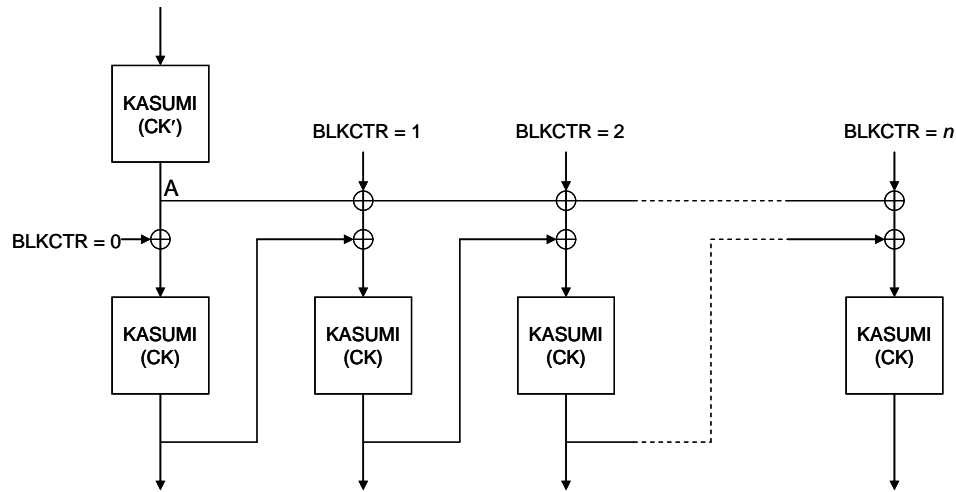 KASUMI
(CK′)
BLKCTR = 1
BLKCTR = 2
BLKCTR = n
A
BLKCTR = 0
KASUMI
(CK)
KASUMI
(CK)
KASUMI
(CK)
KASUMI
(CK)